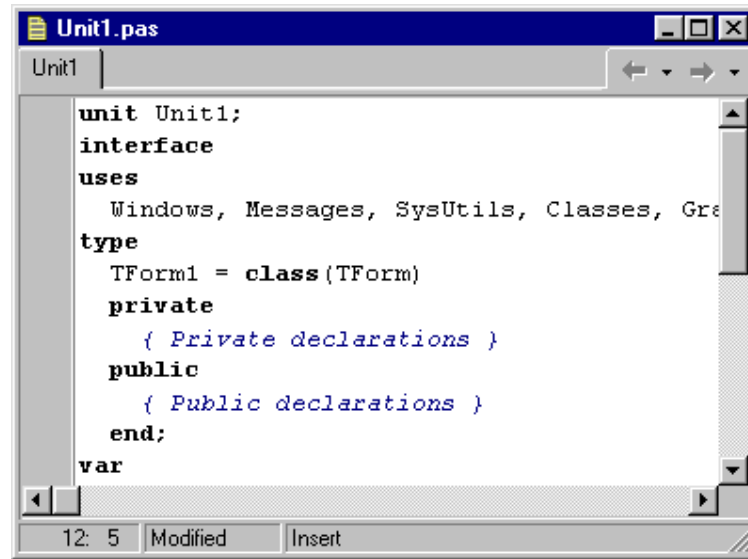 Unit1.pas
Unit1
unit Unit1;
interface
uses
Windows, Messages, SysUtils, Classes, Gra
type
TForm1 = class(TForm)
private
{ Private declarations }
public
{ Public declarations }
end;
var
12: 5 Modified Insert